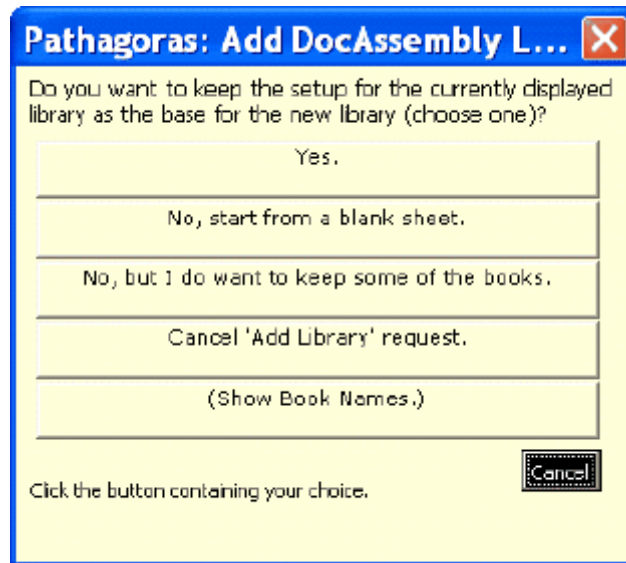 Pathagoras: Add DocAssembly L...
Do you want to keep the setup for the currently displayed
library as the base for the new library (choose one)?
Yes.
No, start from a blank sheet.
No, but I do want to keep some of the books.
Cancel 'Add Library' request.
(Show Book Names.)
Cancel
Click the button containing your choice.